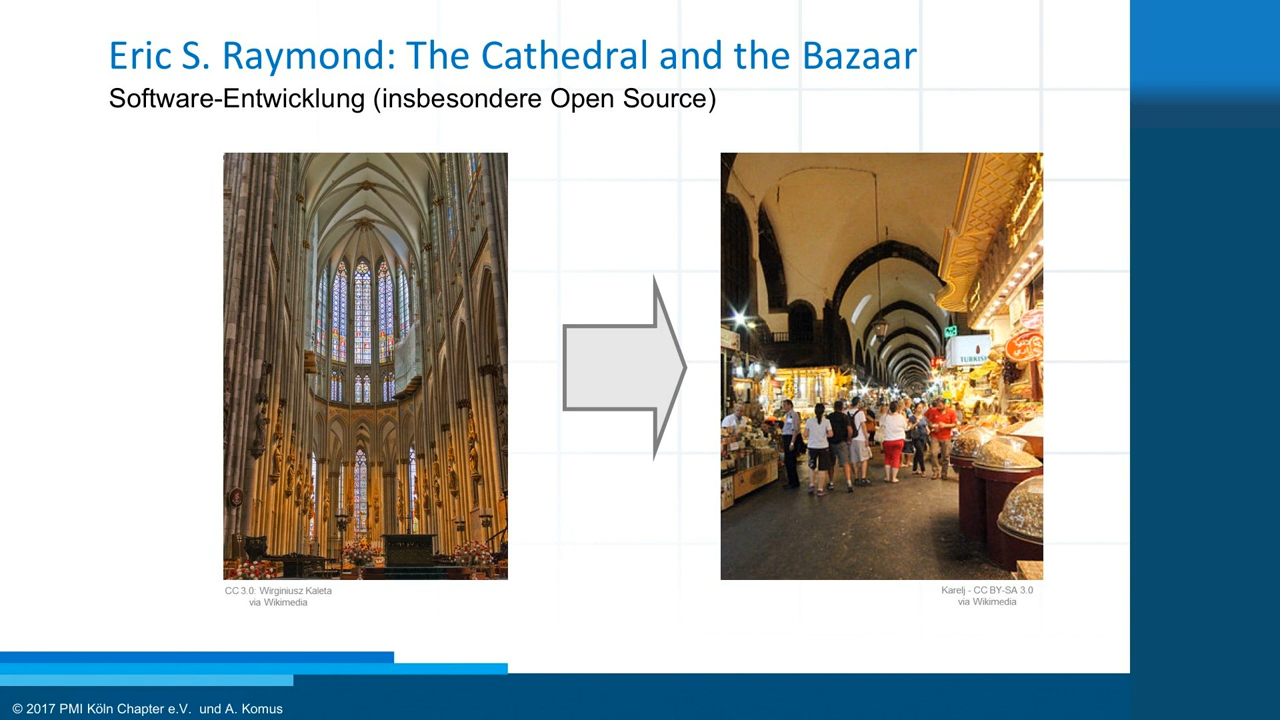 Eric S. Raymond: The Cathedral and the Bazaar
Software-Entwicklung (insbesondere Open Source)
TURKIS
CC 3.0: Wirginiusz Kaleta
via Wikimedia
Karelj - CC BY-SA 3.0
via Wikimedia
© 2017 PMI Köln Chapter e.V. und A. Komus